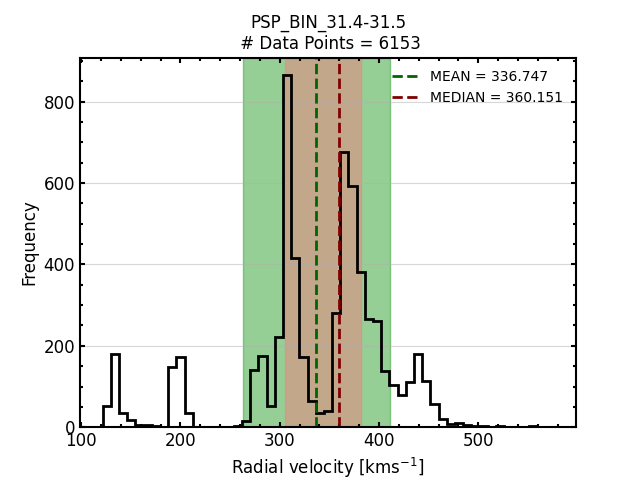 PSP_BIN_31.4-31.5
# Data Points = 6153
MEAN = 336.747
MEDIAN = 360.151
800
600
400
200
0
Frequency
100 200 300 400 500
Radial velocity [kms⁻¹]